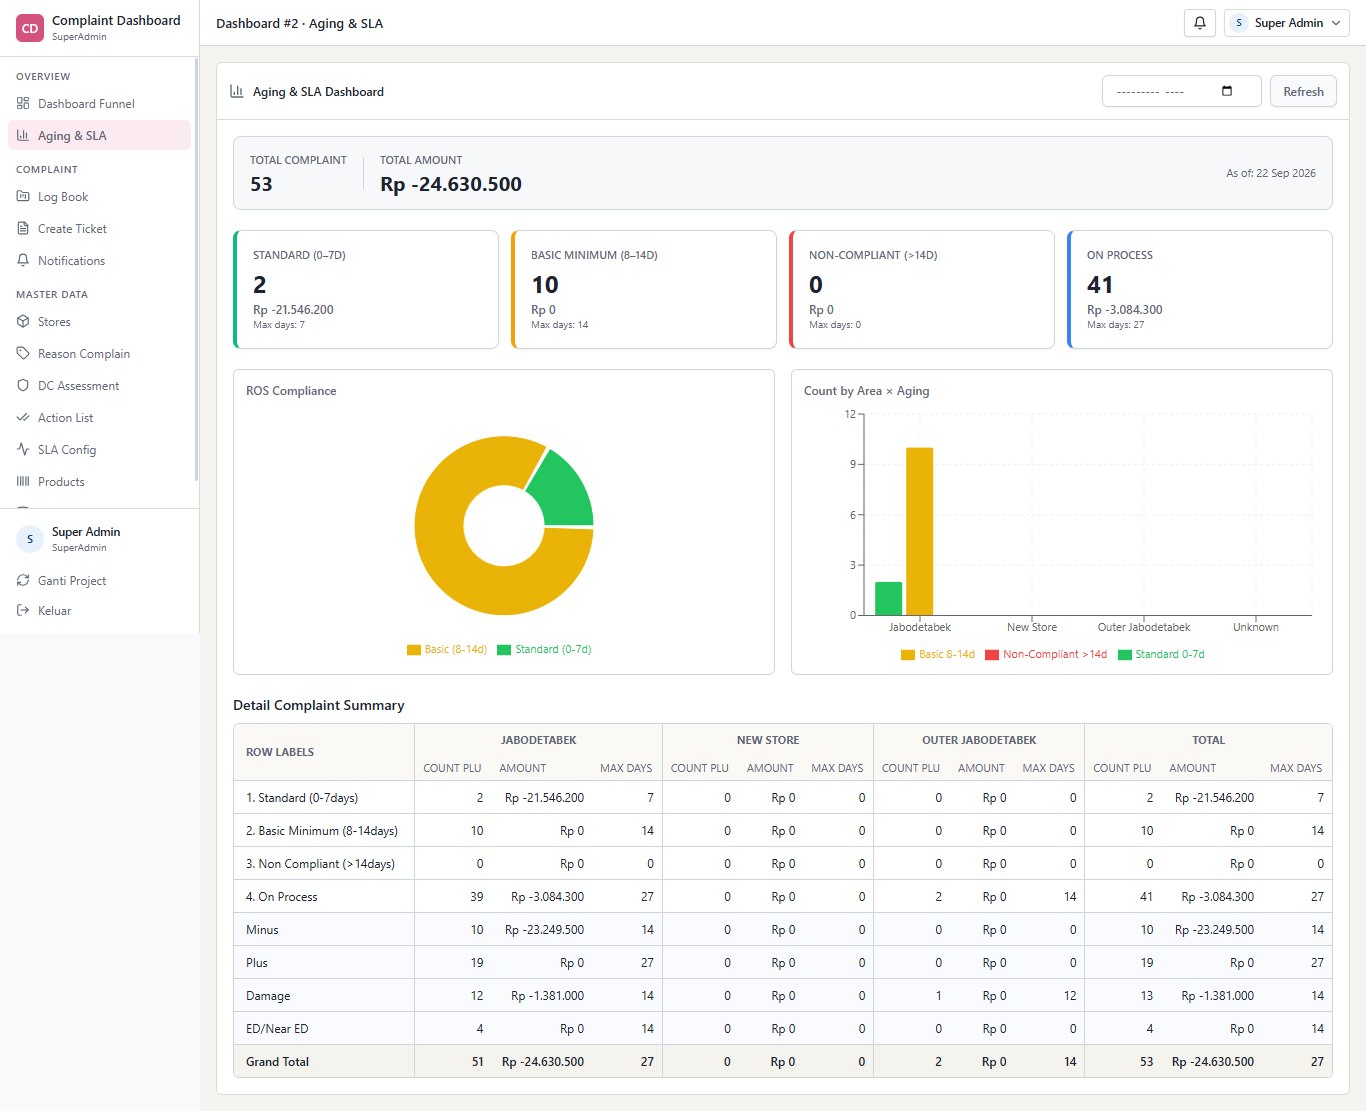 CD
Complaint Dashboard
SuperAdmin
OVERVIEW
Dashboard Funnel
Aging & SLA
COMPLAINT
Log Book
Create Ticket
Notifications
MASTER DATA
Stores
Reason Complain
DC Assessment
Action List
SLA Config
Products
S
Super Admin
SuperAdmin
Ganti Project
Keluar
Dashboard #2 · Aging & SLA
S Super Admin
Aging & SLA Dashboard
--------- ----
Refresh
TOTAL COMPLAINT
53
TOTAL AMOUNT
Rp -24.630.500
As of: 22 Sep 2026
STANDARD (0–7D)
2
Rp -21.546.200
Max days: 7
BASIC MINIMUM (8–14D)
10
Rp 0
Max days: 14
NON-COMPLIANT (>14D)
0
Rp 0
Max days: 0
ON PROCESS
41
Rp -3.084.300
Max days: 27
ROS Compliance
Basic (8-14d) Standard (0-7d)
Count by Area × Aging
12
9
6
3
0
Jabodetabek New Store Outer Jabodetabek Unknown
Basic 8-14d Non-Compliant >14d Standard 0-7d
Detail Complaint Summary
ROW LABELS JABODETABEK NEW STORE OUTER JABODETABEK TOTAL
COUNT PLU AMOUNT MAX DAYS COUNT PLU AMOUNT MAX DAYS COUNT PLU AMOUNT MAX DAYS COUNT PLU AMOUNT MAX DAYS
1. Standard (0-7days) 2 Rp -21.546.200 7 0 Rp 0 0 0 Rp 0 0 2 Rp -21.546.200 7
2. Basic Minimum (8-14days) 10 Rp 0 14 0 Rp 0 0 0 Rp 0 0 10 Rp 0 14
3. Non Compliant (>14days) 0 Rp 0 0 0 Rp 0 0 0 Rp 0 0 0 Rp 0 0
4. On Process 39 Rp -3.084.300 27 0 Rp 0 0 2 Rp 0 14 41 Rp -3.084.300 27
Minus 10 Rp -23.249.500 14 0 Rp 0 0 0 Rp 0 0 10 Rp -23.249.500 14
Plus 19 Rp 0 27 0 Rp 0 0 0 Rp 0 0 19 Rp 0 27
Damage 12 Rp -1.381.000 14 0 Rp 0 0 1 Rp 0 12 13 Rp -1.381.000 14
ED/Near ED 4 Rp 0 14 0 Rp 0 0 0 Rp 0 0 4 Rp 0 14
Grand Total 51 Rp -24.630.500 27 0 Rp 0 0 2 Rp 0 14 53 Rp -24.630.500 27